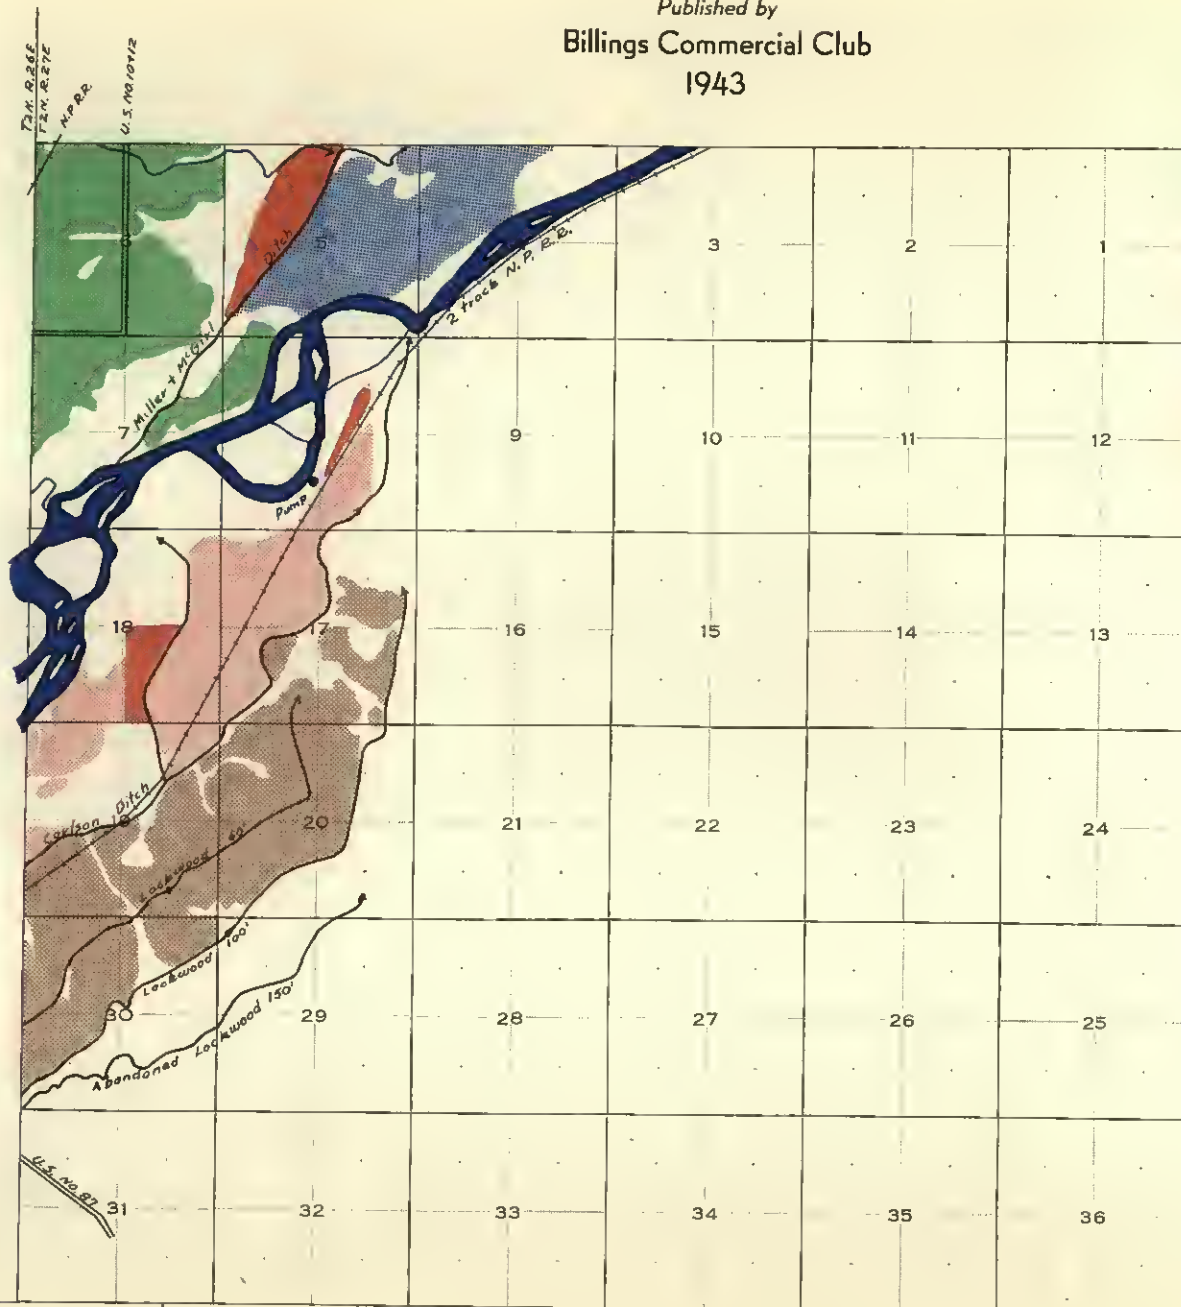 Published by
Billings Commercial Club
1943
T2N. R.26E
T2N. R.27E
N.P.R.R.
U.S. NO.10+12
6
5
Ditch
3
2
1
2 track N.P. R.R.
Miller + McGirl
7
9
10
11
12
Pump
18
17
16
15
14
13
Carlson Ditch
19
Lockwood 60'
20
21
22
23
24
Lockwood 100'
30
Abandoned Lockwood 150'
29
28
27
26
25
U.S. No. 87
31
32
33
34
35
36